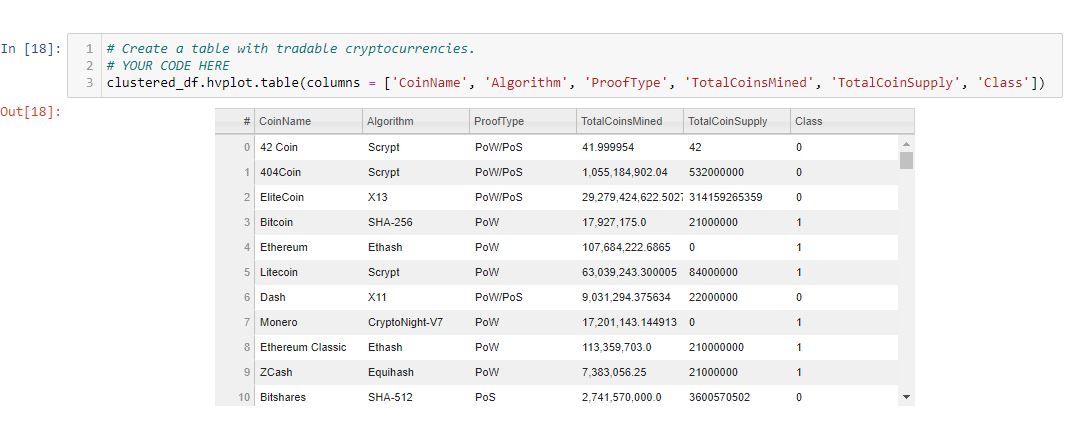 In [18]:
1 # Create a table with tradable cryptocurrencies.
2 # YOUR CODE HERE
3 clustered_df.hvplot.table(columns = ['CoinName', 'Algorithm', 'ProofType', 'TotalCoinsMined', 'TotalCoinSupply', 'Class'])
Out[18]:
# CoinName Algorithm ProofType TotalCoinsMined TotalCoinSupply Class
0 42 Coin Scrypt PoW/PoS 41.999954 42 0
1 404Coin Scrypt PoW/PoS 1,055,184,902.04 532000000 0
2 EliteCoin X13 PoW/PoS 29,279,424,622.5027 314159265359 0
3 Bitcoin SHA-256 PoW 17,927,175.0 21000000 1
4 Ethereum Ethash PoW 107,684,222.6865 0 1
5 Litecoin Scrypt PoW 63,039,243.300005 84000000 1
6 Dash X11 PoW/PoS 9,031,294.375634 22000000 0
7 Monero CryptoNight-V7 PoW 17,201,143.144913 0 1
8 Ethereum Classic Ethash PoW 113,359,703.0 210000000 1
9 ZCash Equihash PoW 7,383,056.25 21000000 1
10 Bitshares SHA-512 PoS 2,741,570,000.0 3600570502 0